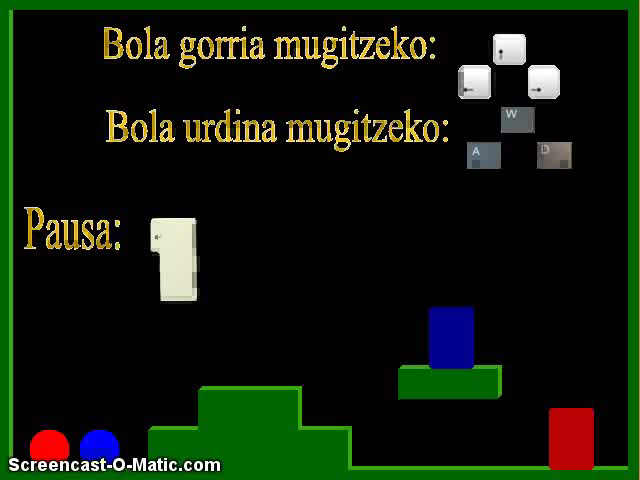 Bola gorria mugitzeko:
Bola urdina mugitzeko:
W
A D
Pausa:
Screencast-O-Matic.com